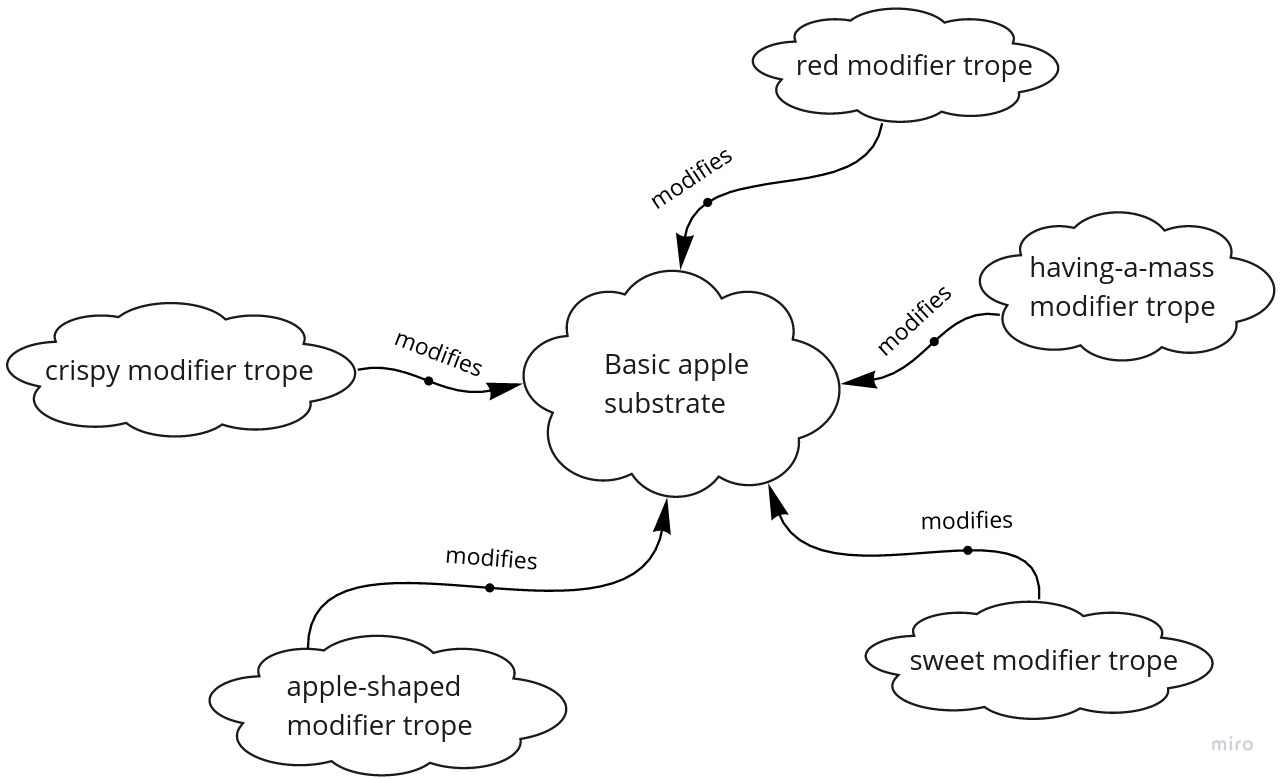 red modifier trope
modifies
having-a-mass
modifier trope
modifies
crispy modifier trope
modifies
Basic apple
substrate
modifies
modifies
apple-shaped
modifier trope
sweet modifier trope
miro